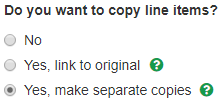 Do you want to copy line items?
No
Yes, link to original ?
Yes, make separate copies ?